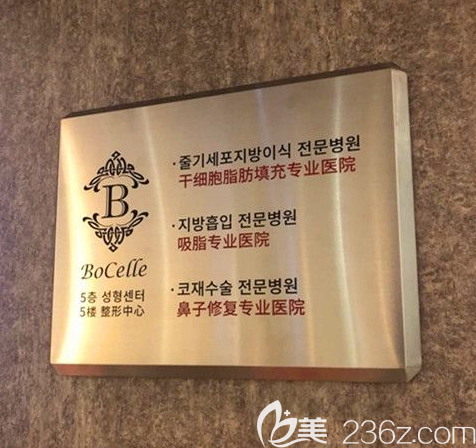 B
BoCelle
5층 성형센터
5楼 整形中心
·줄기세포지방이식 전문병원
干细胞脂肪填充专业医院
·지방흡입 전문병원
吸脂专业医院
·코재수술 전문병원
鼻子修复专业医院
美 236z.com